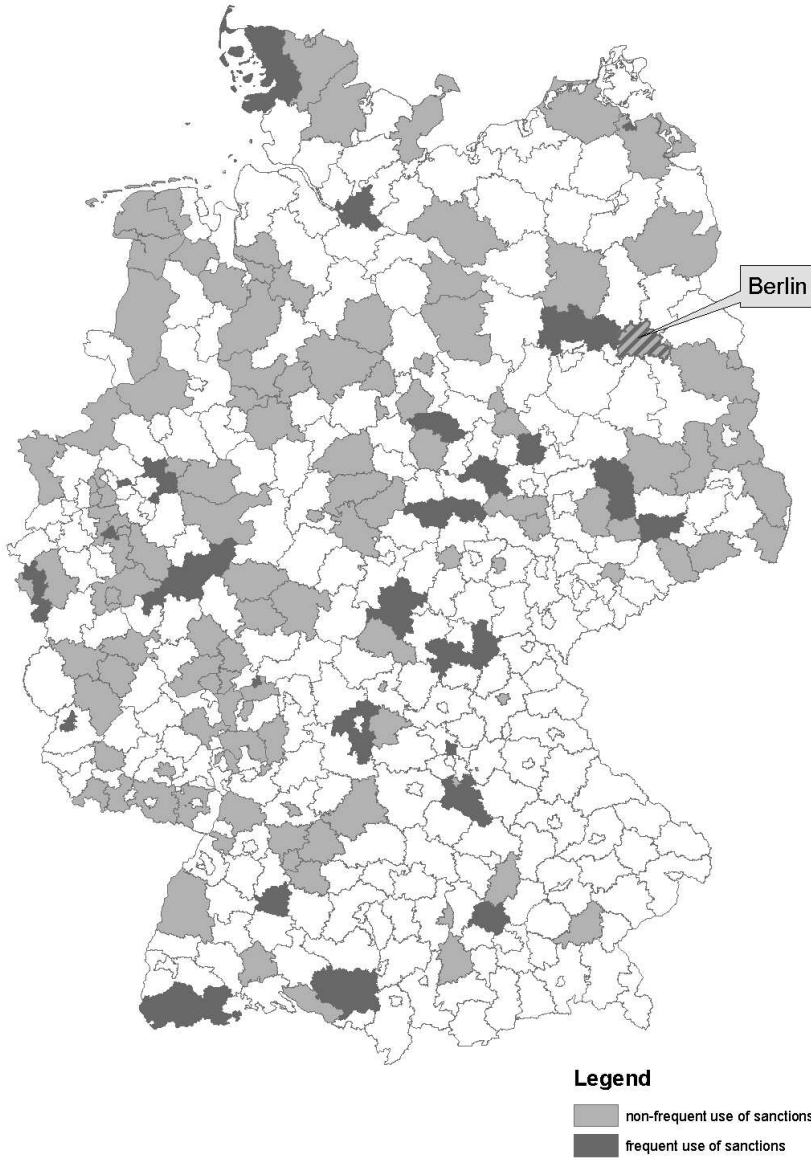 Berlin
Legend
non-frequent use of sanctions
frequent use of sanctions